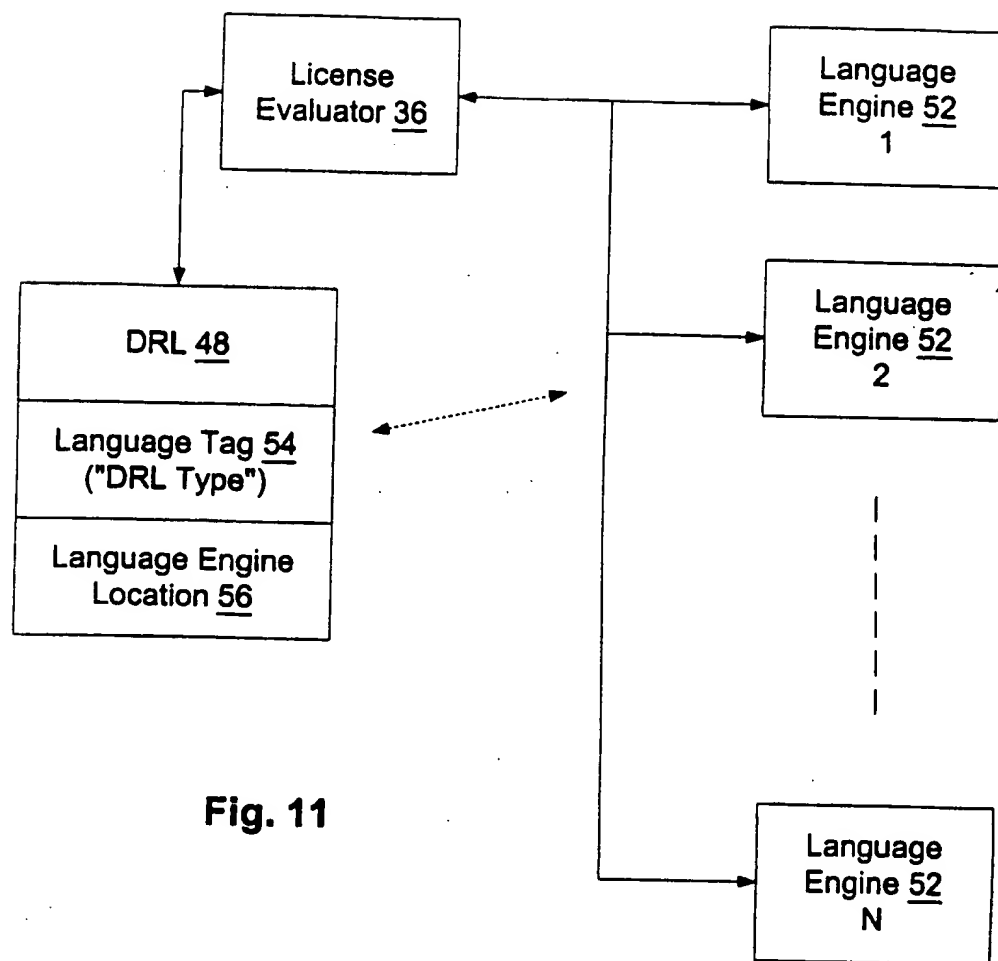 License
Evaluator 36
Language
Engine 52
1
Language
Engine 52
2
DRL 48
Language Tag 54
("DRL Type")
Language Engine
Location 56
Fig. 11
Language
Engine 52
N